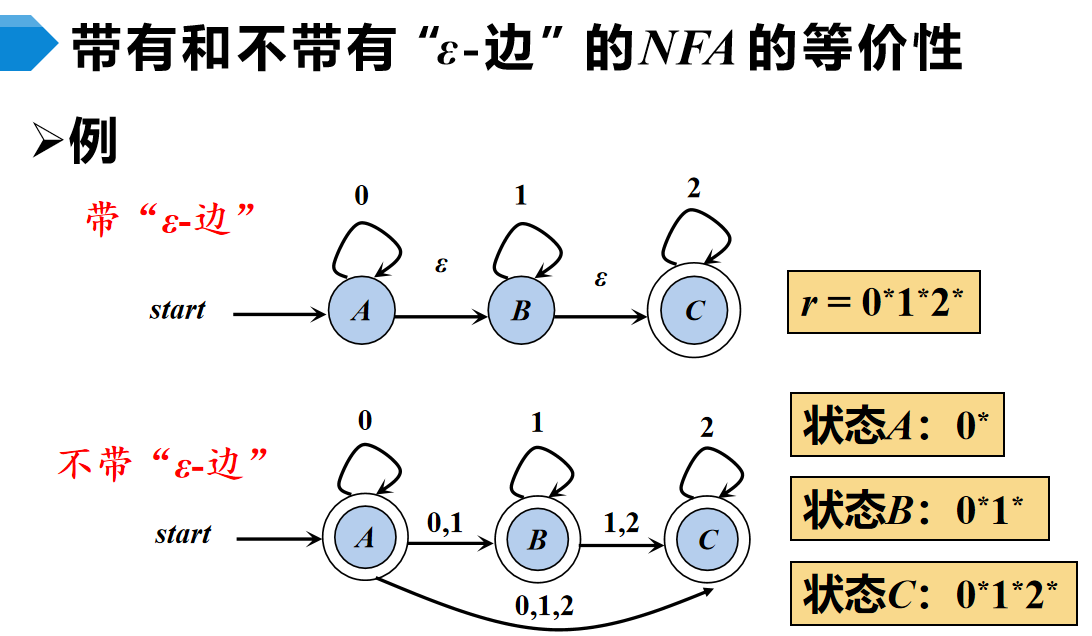 带有和不带有“ε-边”的NFA的等价性
➢例
0 1 2
带“ε-边”
ε ε
start A B C
r = 0*1*2*
0 1 2
状态A：0*
不带“ε-边”
状态B：0*1*
start A 0,1 B 1,2 C
0,1,2
状态C：0*1*2*